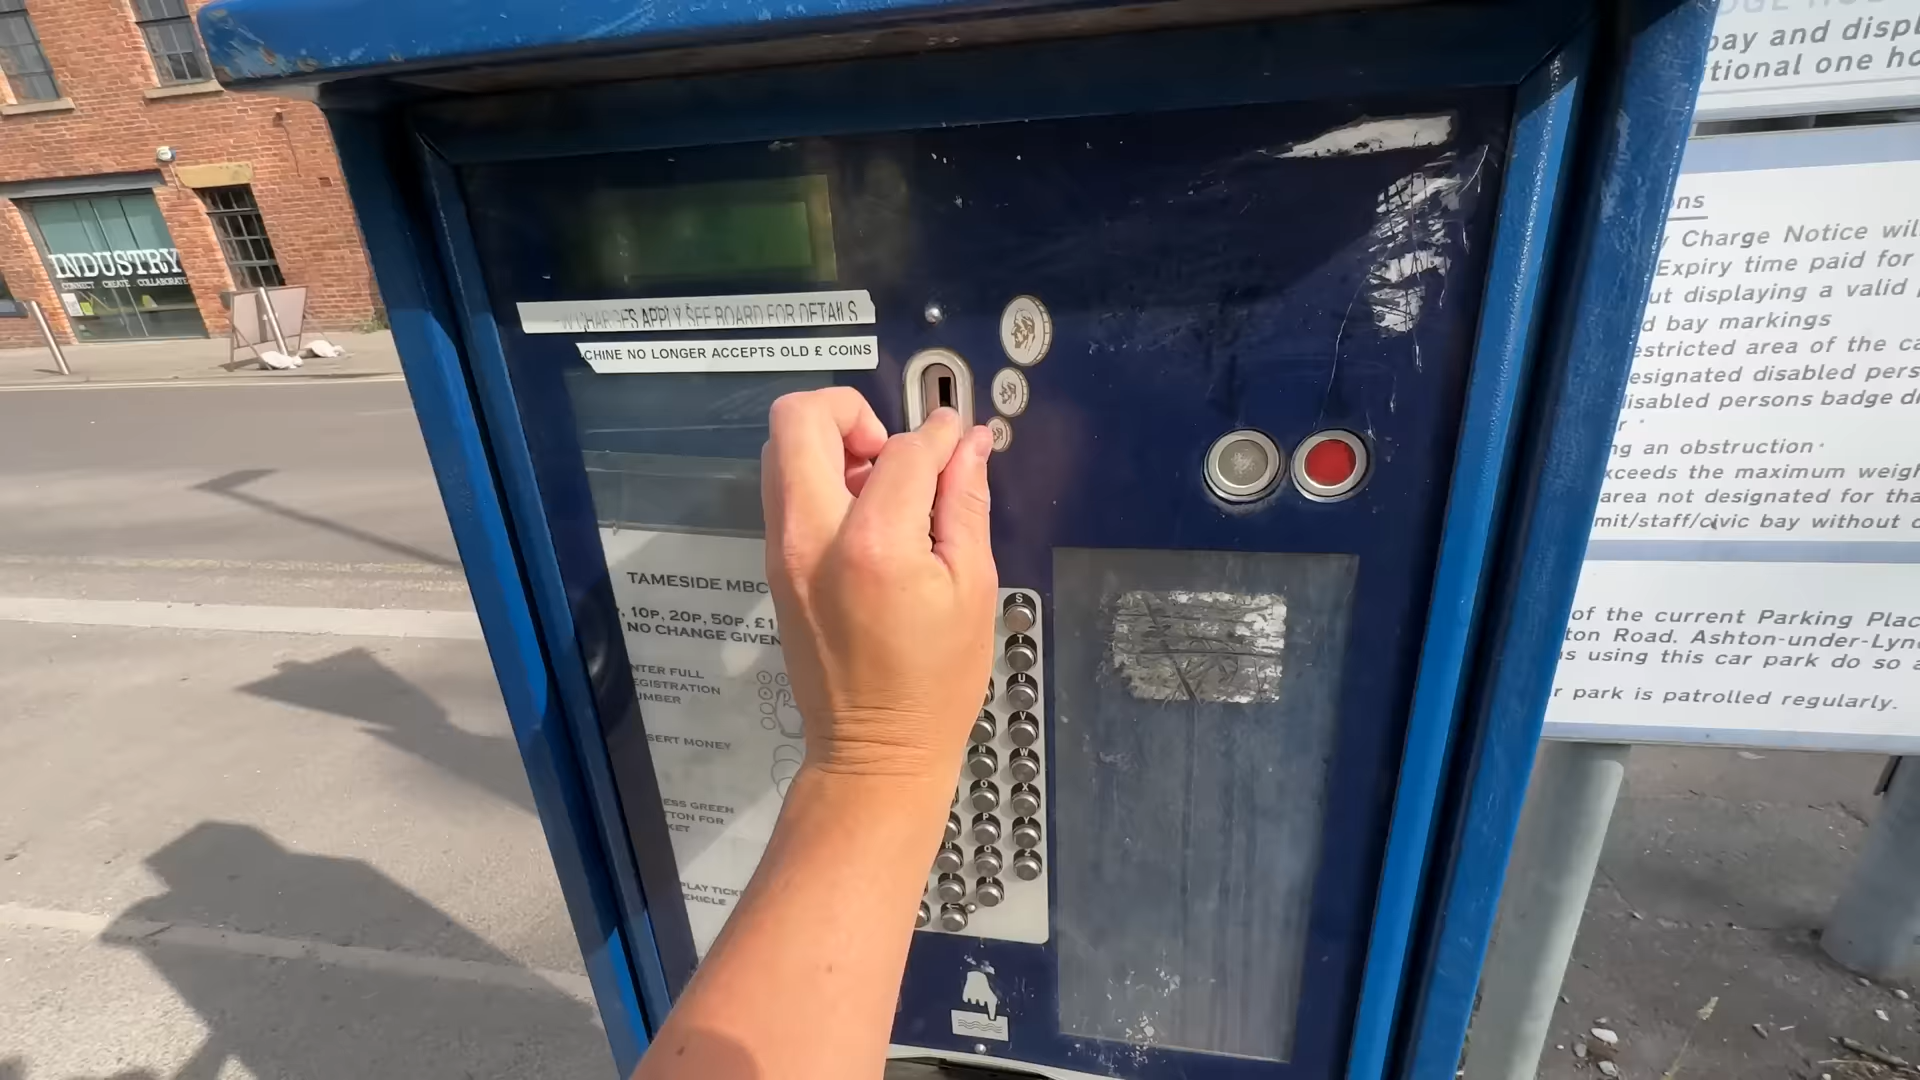 INDUSTRY
CONNECT CREATE COLLABORATE
CHARGES APPLY SEE BOARD FOR DETAILS
CHINE NO LONGER ACCEPTS OLD £ COINS
TAMESIDE MBC
10P, 20P, 50P, £1
NO CHANGE GIVEN
NTER FULL
EGISTRATION
UMBER
SERT MONEY
ESS GREEN
TTON FOR
KET
PLAY TICK
EHICLE
S
T
U
V
N W
O X
P Y
H Q Z
pay and displ
tional one ho
ons
y Charge Notice will
Expiry time paid for
ut displaying a valid
d bay markings
estricted area of the ca
esignated disabled pers
disabled persons badge di
r
ng an obstruction
xceeds the maximum weigh
area not designated for tha
mit/staff/civic bay without
of the current Parking Plac
ton Road. Ashton-under-Lyn
s using this car park do so a
r park is patrolled regularly.